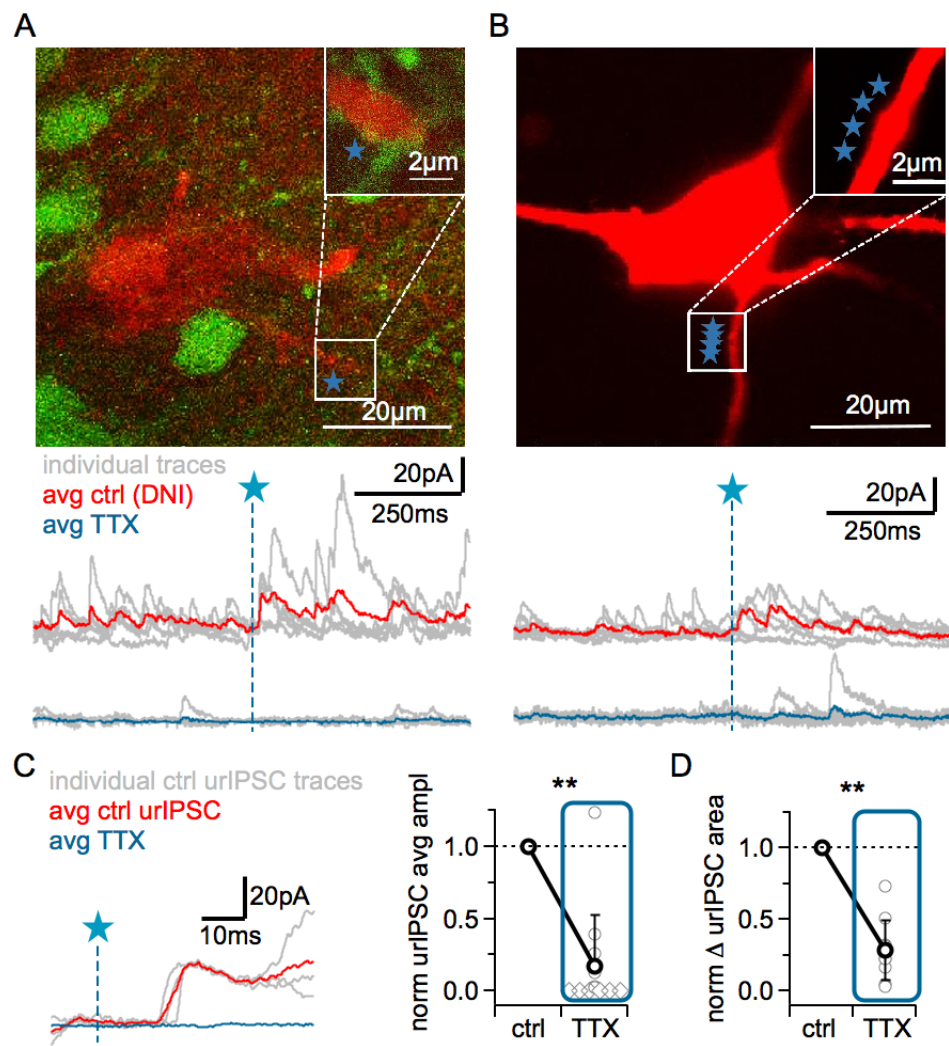 A
B
2μm
2μm
20μm
20μm
individual traces
avg ctrl (DNI)
avg TTX
20pA
250ms
20pA
250ms
C
individual ctrl urIPSC traces
avg ctrl urIPSC
avg TTX
20pA
10ms
norm urIPSC avg ampl
**
1.0
0.5
0.0
ctrl
TTX
D
norm Δ urIPSC area
**
1.0
0.5
0.0
ctrl
TTX